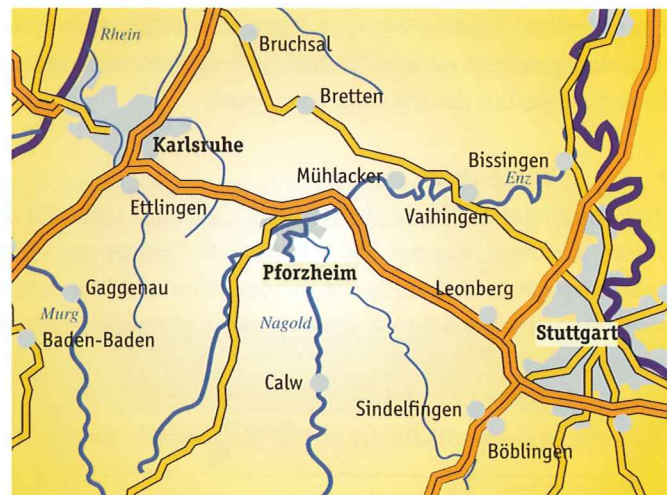 Rhein
Bruchsal
Bretten
Karlsruhe
Mühlacker
Bissingen
Enz
Ettlingen
Vaihingen
Pforzheim
Gaggenau
Leonberg
Murg
Nagold
Baden-Baden
Stuttgart
Calw
Sindelfingen
Böblingen